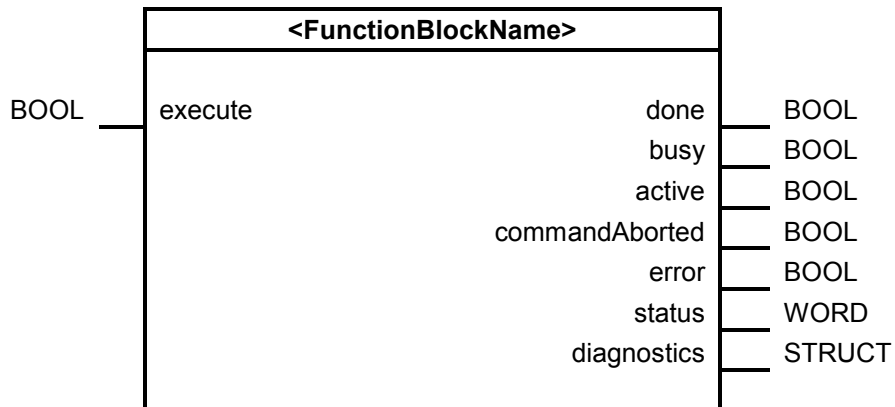 <FunctionBlockName>
BOOL execute done BOOL
busy BOOL
active BOOL
commandAborted BOOL
error BOOL
status WORD
diagnostics STRUCT